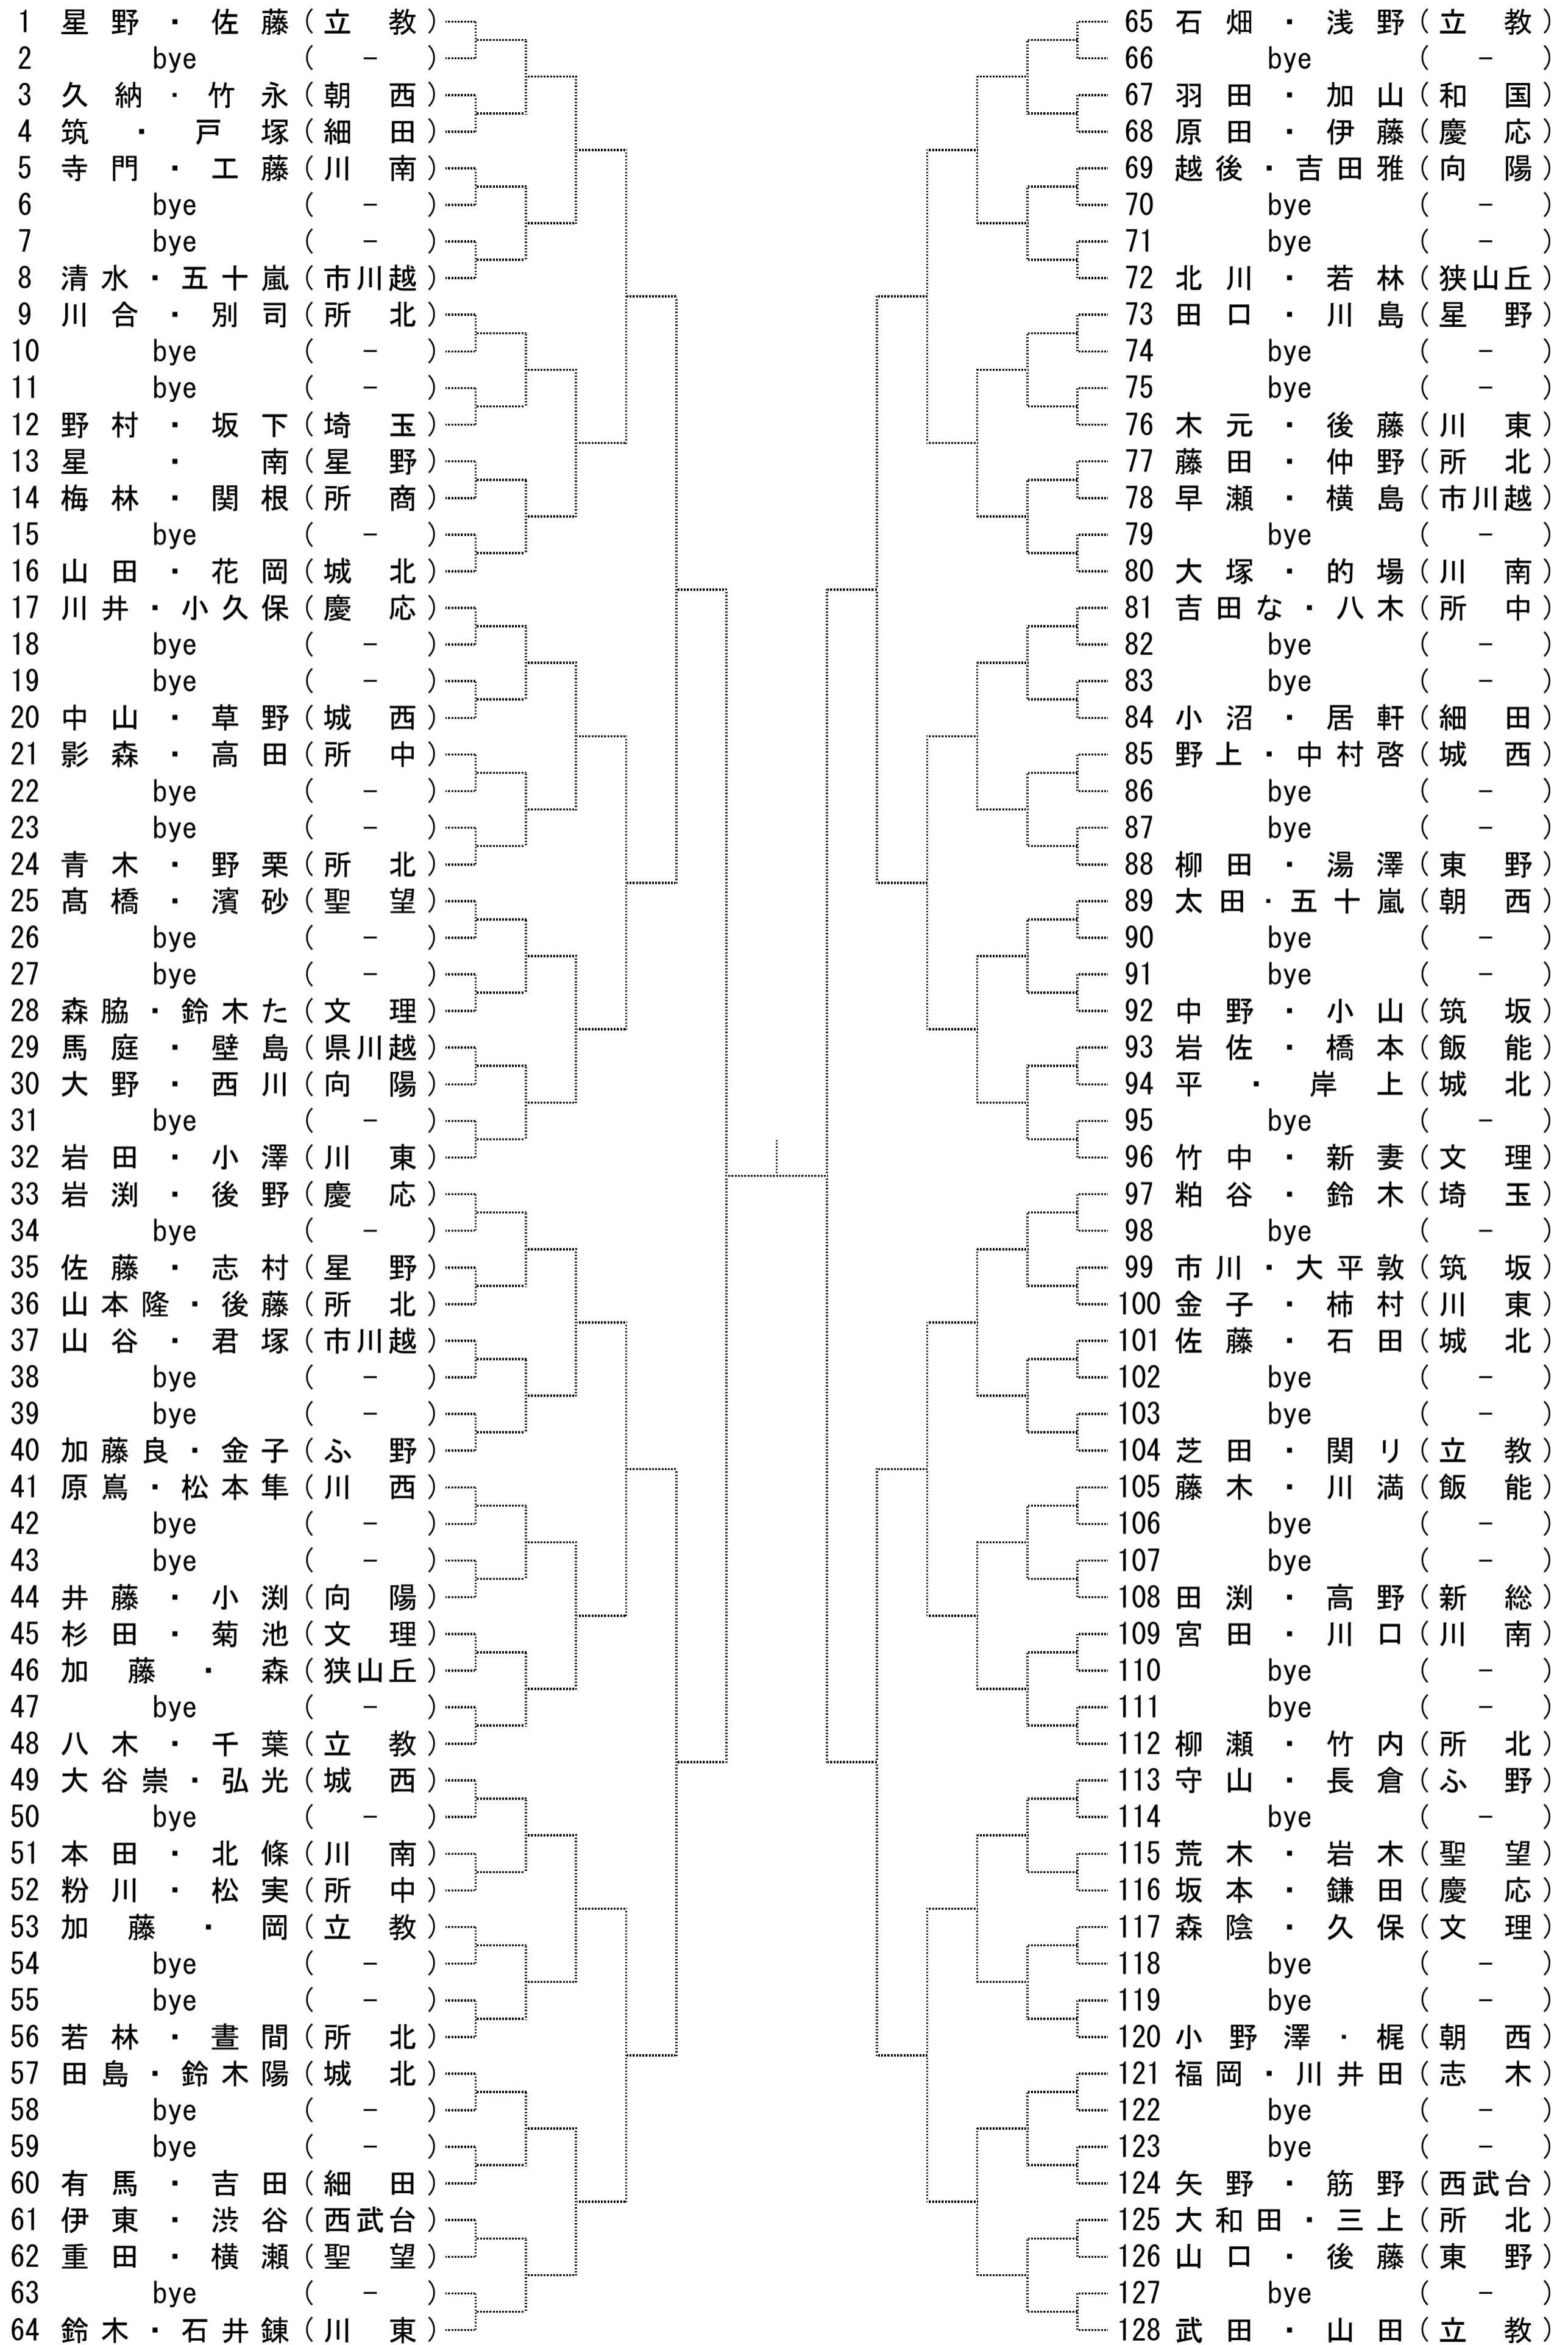 1 星野・佐藤(立教)
2 bye (－)
3 久納・竹永(朝西)
4 筑・戸塚(細田)
5 寺門・工藤(川南)
6 bye (－)
7 bye (－)
8 清水・五十嵐(市川越)
9 川合・別司(所北)
10 bye (－)
11 bye (－)
12 野村・坂下(埼玉)
13 星・南(星野)
14 梅林・関根(所商)
15 bye (－)
16 山田・花岡(城北)
17 川井・小久保(慶応)
18 bye (－)
19 bye (－)
20 中山・草野(城西)
21 影森・高田(所中)
22 bye (－)
23 bye (－)
24 青木・野栗(所北)
25 髙橋・濱砂(聖望)
26 bye (－)
27 bye (－)
28 森脇・鈴木た(文理)
29 馬庭・壁島(県川越)
30 大野・西川(向陽)
31 bye (－)
32 岩田・小澤(川東)
33 岩渕・後野(慶応)
34 bye (－)
35 佐藤・志村(星野)
36 山本隆・後藤(所北)
37 山谷・君塚(市川越)
38 bye (－)
39 bye (－)
40 加藤良・金子(ふ野)
41 原嶌・松本隼(川西)
42 bye (－)
43 bye (－)
44 井藤・小渕(向陽)
45 杉田・菊池(文理)
46 加藤・森(狭山丘)
47 bye (－)
48 八木・千葉(立教)
49 大谷崇・弘光(城西)
50 bye (－)
51 本田・北條(川南)
52 粉川・松実(所中)
53 加藤・岡(立教)
54 bye (－)
55 bye (－)
56 若林・晝間(所北)
57 田島・鈴木陽(城北)
58 bye (－)
59 bye (－)
60 有馬・吉田(細田)
61 伊東・渋谷(西武台)
62 重田・横瀬(聖望)
63 bye (－)
64 鈴木・石井錬(川東)
65 石畑・浅野(立教)
66 bye (－)
67 羽田・加山(和国)
68 原田・伊藤(慶応)
69 越後・吉田雅(向陽)
70 bye (－)
71 bye (－)
72 北川・若林(狭山丘)
73 田口・川島(星野)
74 bye (－)
75 bye (－)
76 木元・後藤(川東)
77 藤田・仲野(所北)
78 早瀬・横島(市川越)
79 bye (－)
80 大塚・的場(川南)
81 吉田な・八木(所中)
82 bye (－)
83 bye (－)
84 小沼・居軒(細田)
85 野上・中村啓(城西)
86 bye (－)
87 bye (－)
88 柳田・湯澤(東野)
89 太田・五十嵐(朝西)
90 bye (－)
91 bye (－)
92 中野・小山(筑坂)
93 岩佐・橋本(飯能)
94 平・岸上(城北)
95 bye (－)
96 竹中・新妻(文理)
97 粕谷・鈴木(埼玉)
98 bye (－)
99 市川・大平敦(筑坂)
100 金子・柿村(川東)
101 佐藤・石田(城北)
102 bye (－)
103 bye (－)
104 芝田・関リ(立教)
105 藤木・川満(飯能)
106 bye (－)
107 bye (－)
108 田渕・高野(新総)
109 宮田・川口(川南)
110 bye (－)
111 bye (－)
112 柳瀬・竹内(所北)
113 守山・長倉(ふ野)
114 bye (－)
115 荒木・岩木(聖望)
116 坂本・鎌田(慶応)
117 森陰・久保(文理)
118 bye (－)
119 bye (－)
120 小野澤・梶(朝西)
121 福岡・川井田(志木)
122 bye (－)
123 bye (－)
124 矢野・筋野(西武台)
125 大和田・三上(所北)
126 山口・後藤(東野)
127 bye (－)
128 武田・山田(立教)